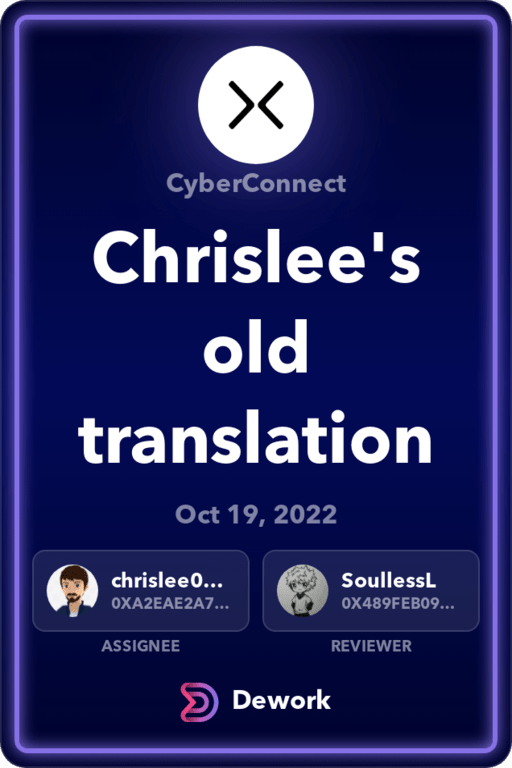 CyberConnect
Chrislee's
old
translation
Oct 19, 2022
chrislee0...
0XA2EAE2A7...
ASSIGNEE
SoullessL
0X489FEB09...
REVIEWER
Dework